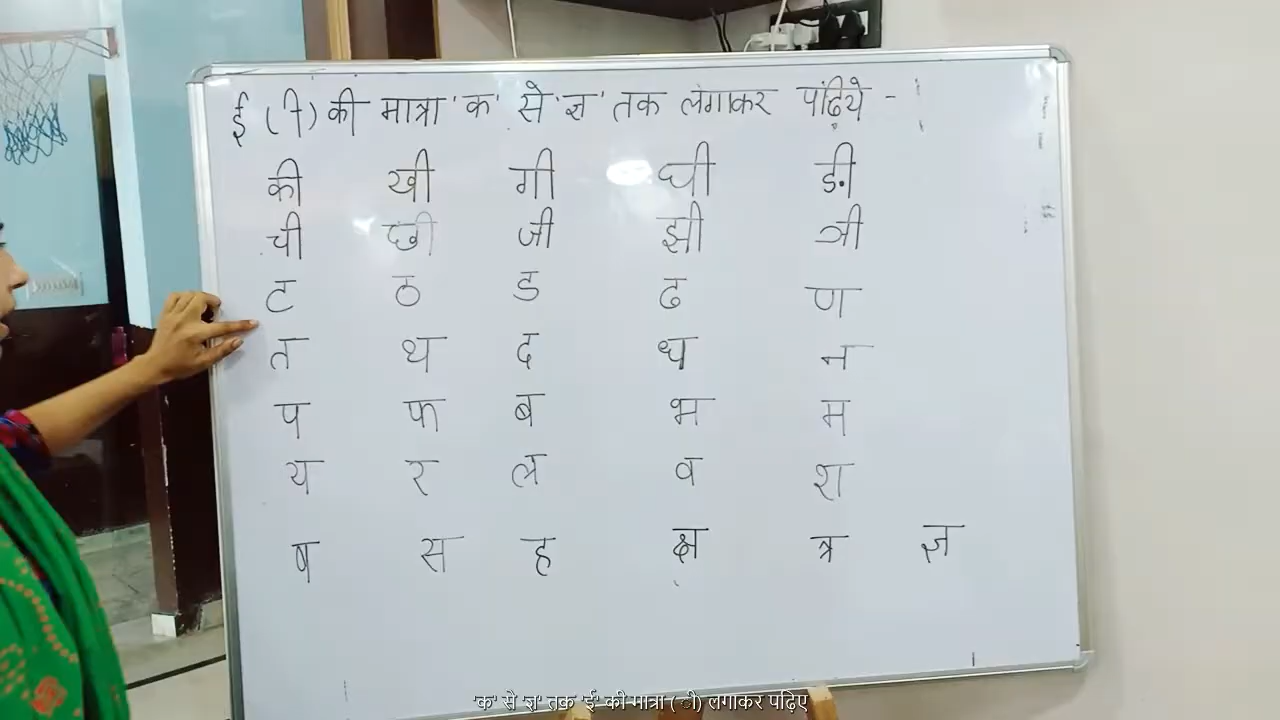 ई (ी) की मात्रा 'क' से 'ज्ञ' तक लगाकर पढ़िये -
की खी गी घी ङी
ची छी जी झी ञी
ट ठ ड ढ ण
त थ द ध न
प फ ब भ म
य र ल व श
ष स ह क्ष त्र ज्ञ
'क' से 'ज्ञ' तक 'ई' की मात्रा ( ी) लगाकर पढ़िए